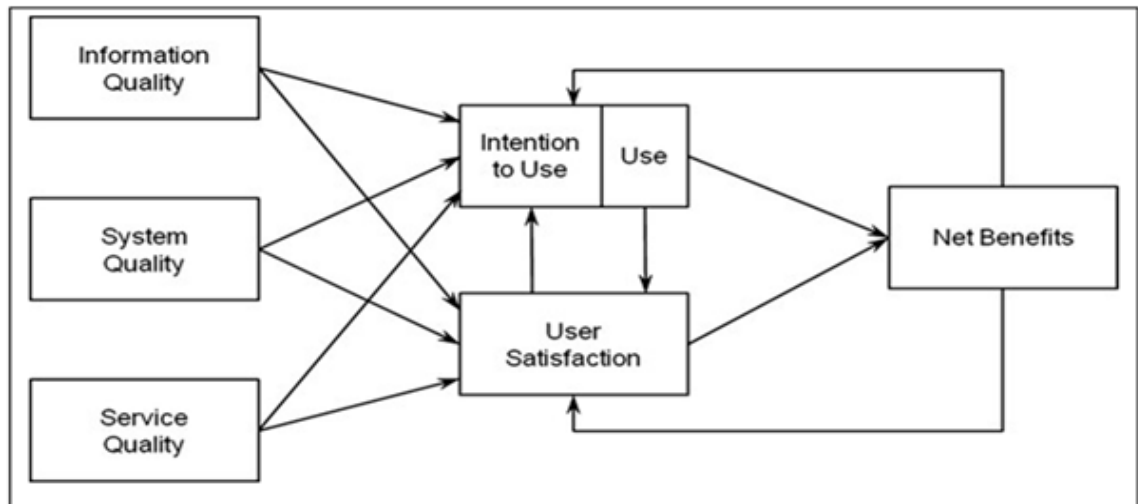 Information
Quality
Intention
to Use
Use
System
Quality
Net Benefits
User
Satisfaction
Service
Quality